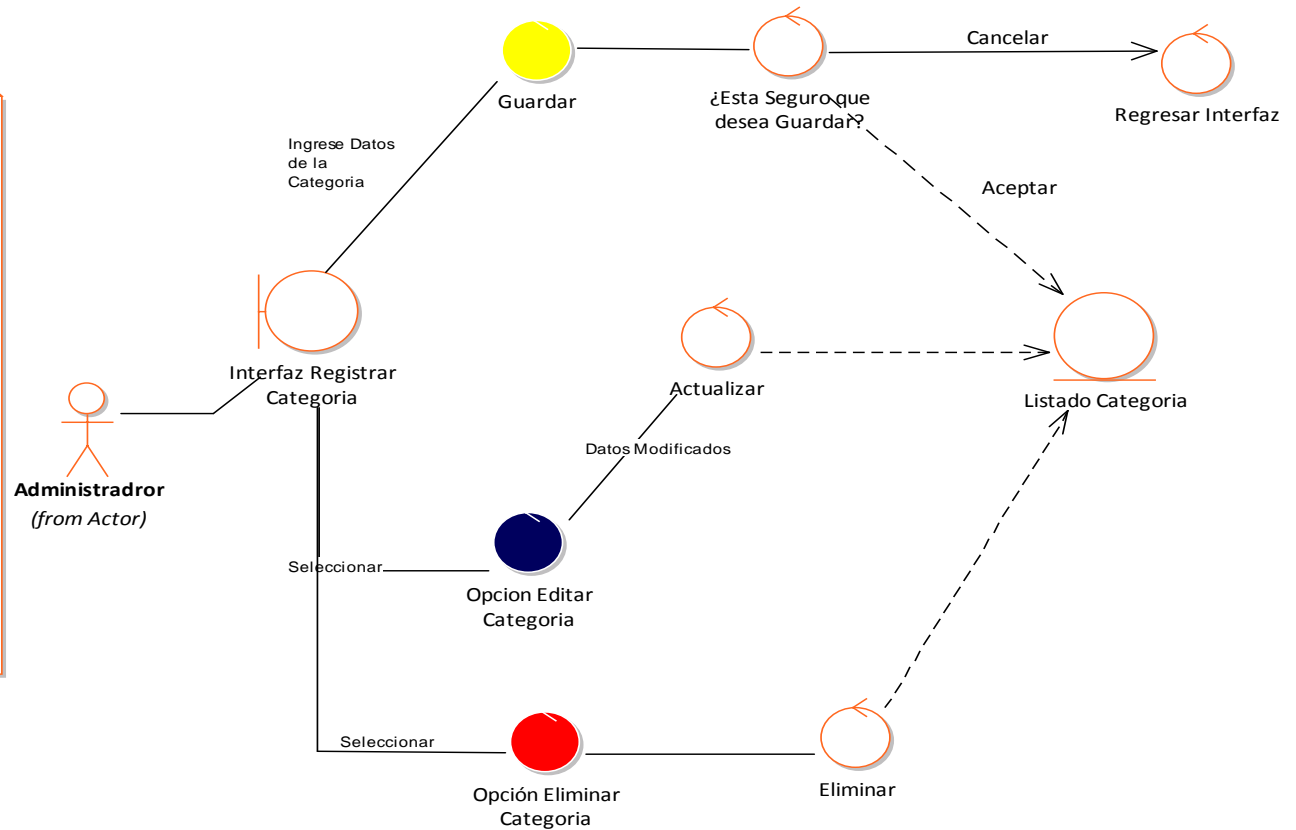 Cancelar
Guardar
¿Esta Seguro que
desea Guardar?
Regresar Interfaz
Ingrese Datos
de la
Categoria
Aceptar
Interfaz Registrar
Categoria
Actualizar
Listado Categoria
Datos Modificados
Administradror
(from Actor)
Seleccionar
Opcion Editar
Categoria
Seleccionar
Opción Eliminar
Categoria
Eliminar